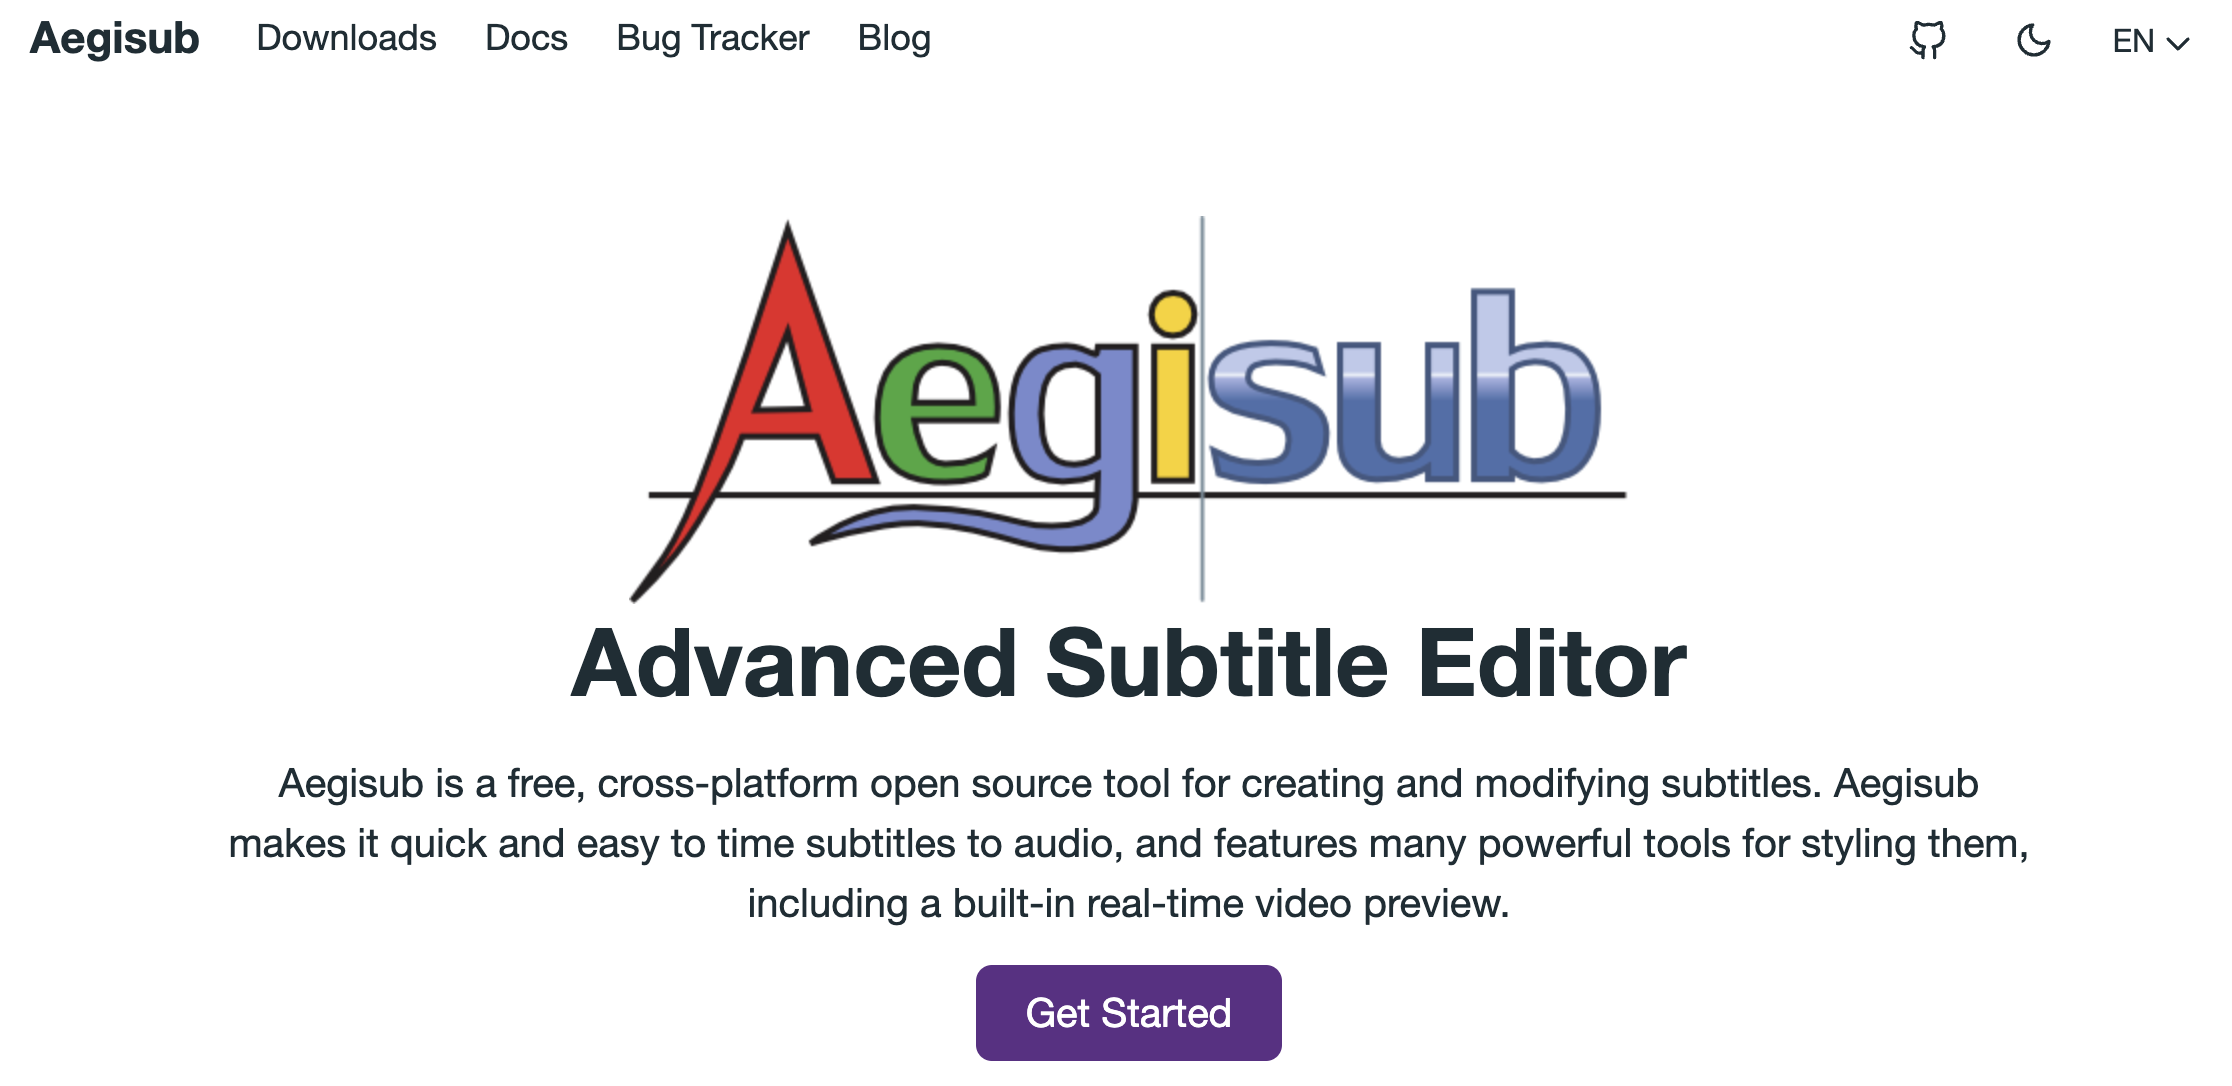 Aegisub Downloads Docs Bug Tracker Blog EN
Aegisub
Advanced Subtitle Editor
Aegisub is a free, cross-platform open source tool for creating and modifying subtitles. Aegisub
makes it quick and easy to time subtitles to audio, and features many powerful tools for styling them,
including a built-in real-time video preview.
Get Started